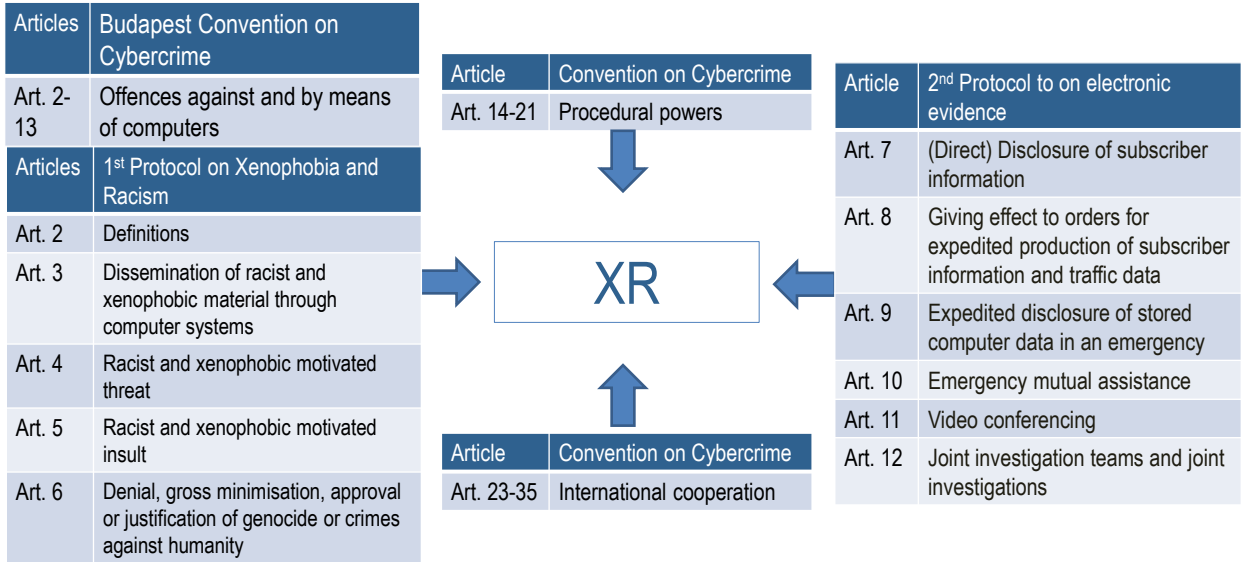 Articles
Budapest Convention on
Cybercrime
Art. 2-
13
Offences against and by means
of computers
Articles
1st Protocol on Xenophobia and
Racism
Art. 2
Definitions
Art. 3
Dissemination of racist and
xenophobic material through
computer systems
Art. 4
Racist and xenophobic motivated
threat
Art. 5
Racist and xenophobic motivated
insult
Art. 6
Denial, gross minimisation, approval
or justification of genocide or crimes
against humanity
Article
Convention on Cybercrime
Art. 14-21
Procedural powers
XR
Article
Convention on Cybercrime
Art. 23-35
International cooperation
Article
2nd Protocol to on electronic
evidence
Art. 7
(Direct) Disclosure of subscriber
information
Art. 8
Giving effect to orders for
expedited production of subscriber
information and traffic data
Art. 9
Expedited disclosure of stored
computer data in an emergency
Art. 10
Emergency mutual assistance
Art. 11
Video conferencing
Art. 12
Joint investigation teams and joint
investigations